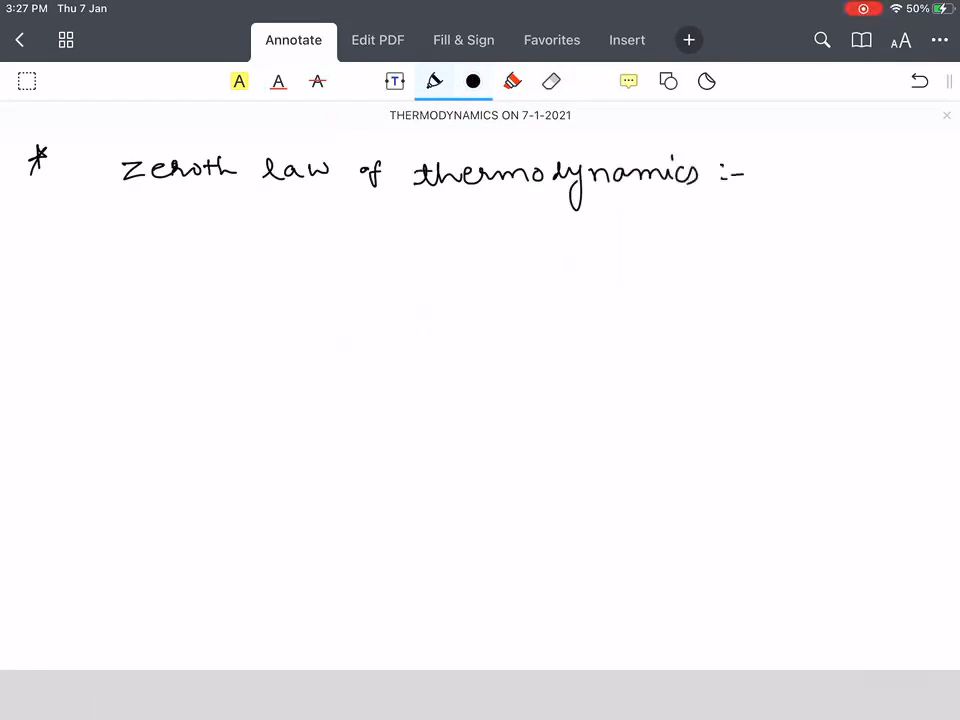 3:27 PM Thu 7 Jan 50%
Annotate Edit PDF Fill & Sign Favorites Insert
A A A T
THERMODYNAMICS ON 7-1-2021
* Zeroth law of thermodynamics :-